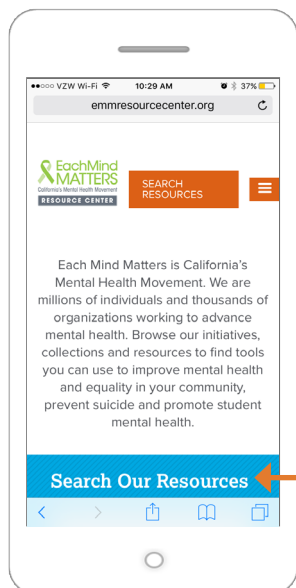 VZW Wi-Fi 10:29 AM 37%
emmresourcecenter.org
EachMind
MATTERS
California's Mental Health Movement
RESOURCE CENTER
SEARCH
RESOURCES
Each Mind Matters is California's
Mental Health Movement. We are
millions of individuals and thousands of
organizations working to advance
mental health. Browse our initiatives,
collections and resources to find tools
you can use to improve mental health
and equality in your community,
prevent suicide and promote student
mental health.
Search Our Resources